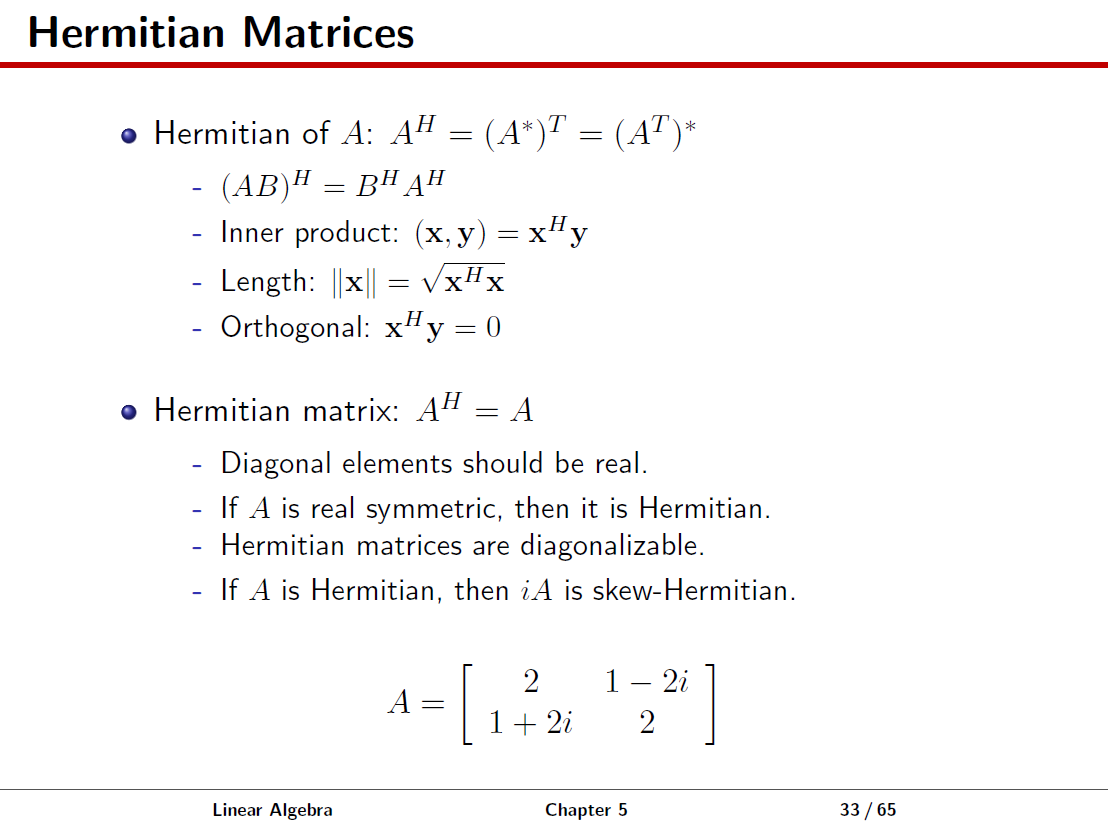 Hermitian Matrices
Hermitian of A: A^H = (A*)^T = (A^T)*
- (AB)^H = B^H A^H
- Inner product: (x, y) = x^H y
- Length: ‖x‖ = √(x^H x)
- Orthogonal: x^H y = 0
Hermitian matrix: A^H = A
- Diagonal elements should be real.
- If A is real symmetric, then it is Hermitian.
- Hermitian matrices are diagonalizable.
- If A is Hermitian, then iA is skew-Hermitian.
A = [ 2 1 − 2i
1 + 2i 2 ]
Linear Algebra Chapter 5 33 / 65